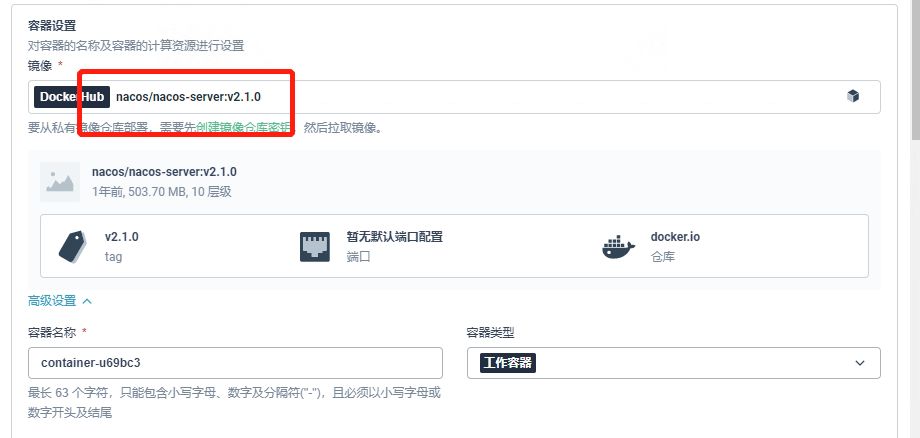 容器设置
对容器的名称及容器的计算资源进行设置
镜像 *
DockerHub nacos/nacos-server:v2.1.0
要从私有镜像仓库部署，需要先创建镜像仓库密钥，然后拉取镜像。
nacos/nacos-server:v2.1.0
1年前, 503.70 MB, 10 层级
v2.1.0 暂无默认端口配置 docker.io
tag 端口 仓库
高级设置
容器名称 * 容器类型
container-u69bc3 工作容器
最长 63 个字符，只能包含小写字母、数字及分隔符("-")，且必须以小写字母或
数字开头及结尾